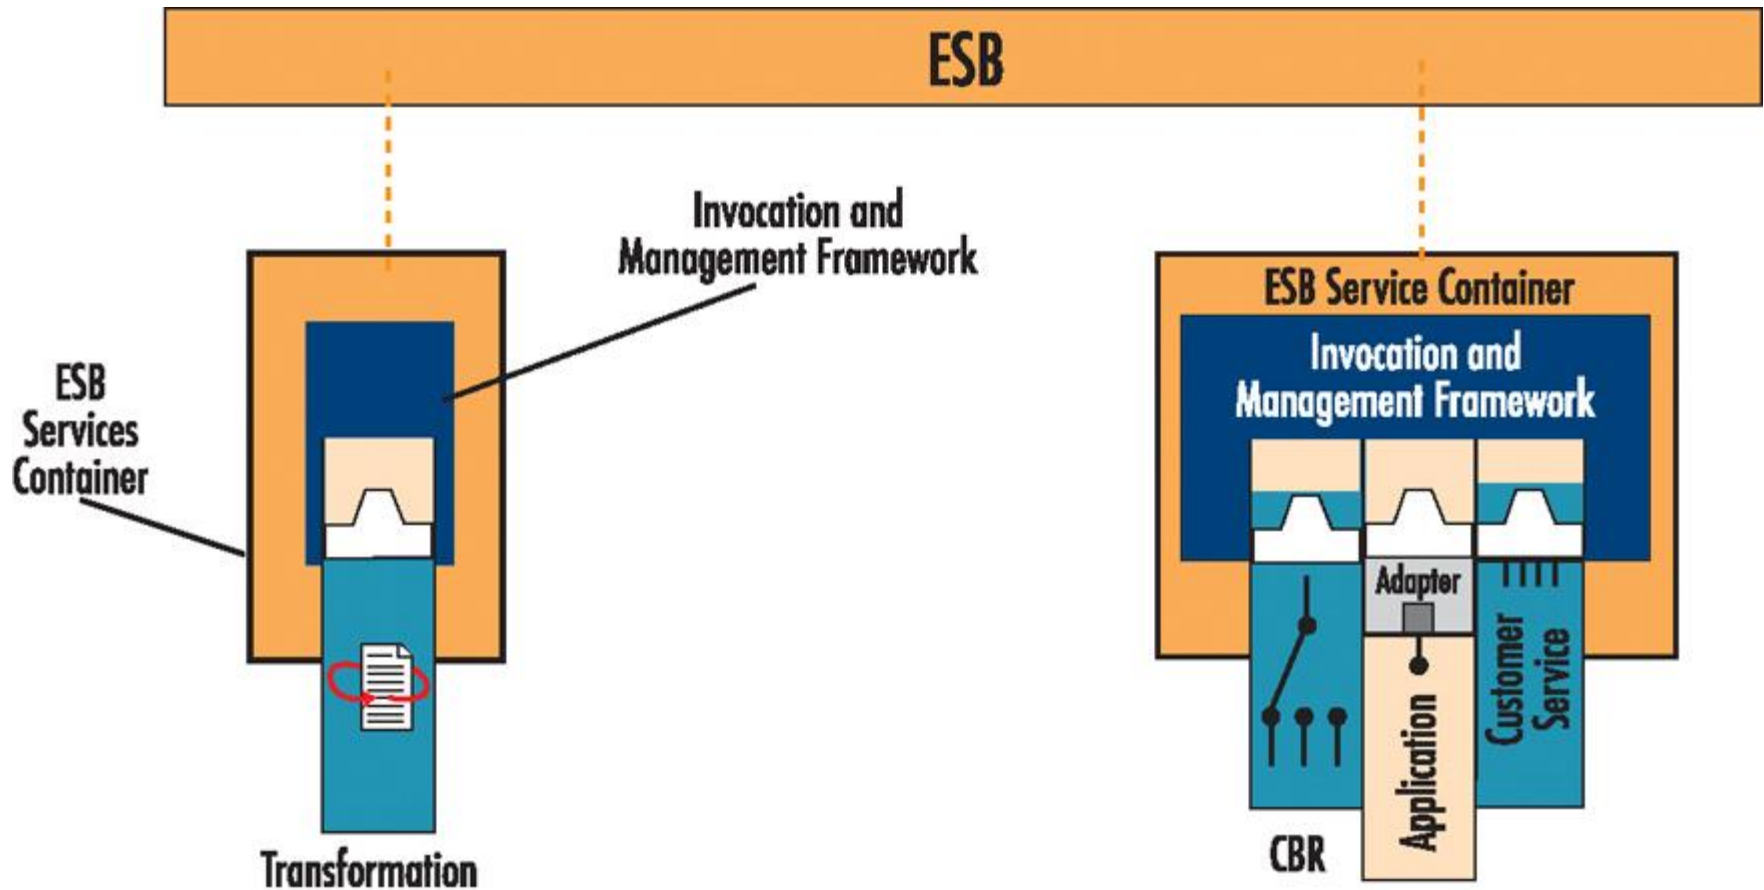 ESB
Invocation and
Management Framework
ESB
Services
Container
Transformation
ESB Service Container
Invocation and
Management Framework
Adapter
Application
Customer
Service
CBR